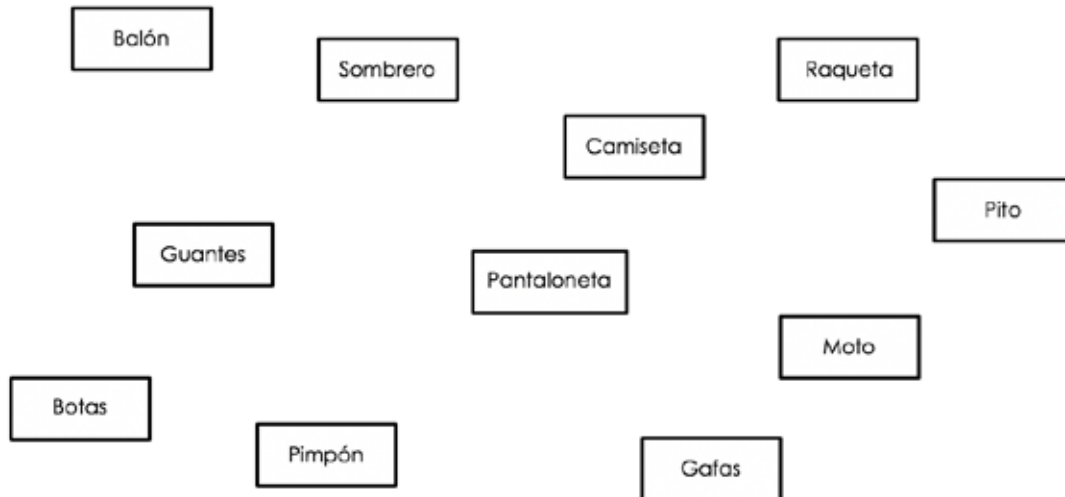 Balón
Sombrero
Raqueta
Camiseta
Pito
Guantes
Pantaloneta
Moto
Botas
Pimpón
Gafas